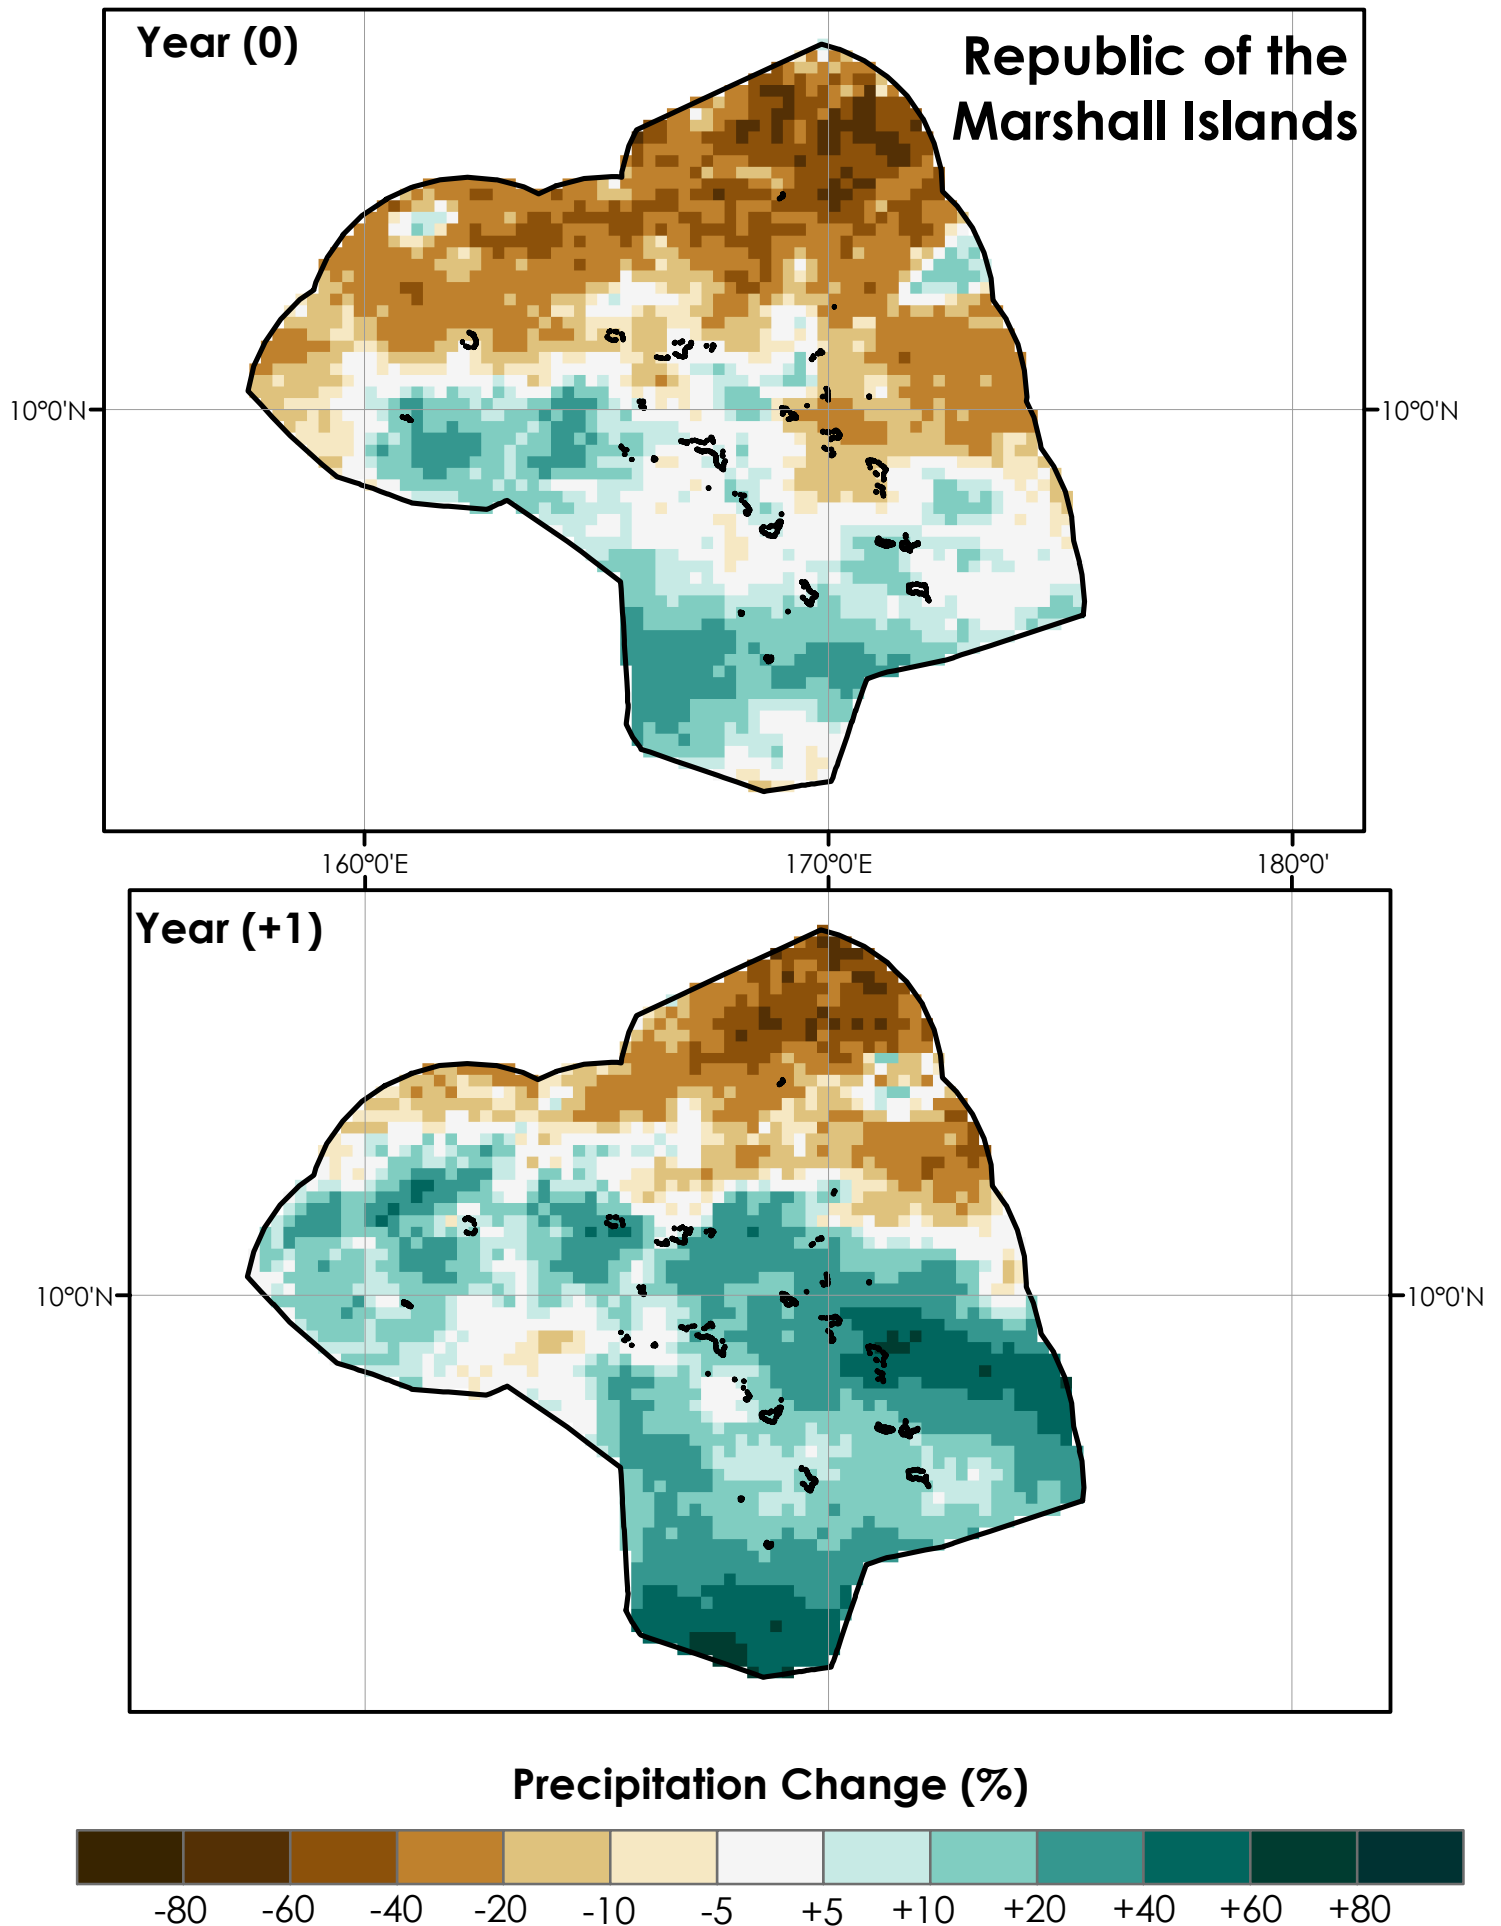 Year (0)
Republic of the
Marshall Islands
10°0'N
10°0'N
160°0'E
170°0'E
180°0'
Year (+1)
10°0'N
10°0'N
Precipitation Change (%)
-80 -60 -40 -20 -10 -5 +5 +10 +20 +40 +60 +80